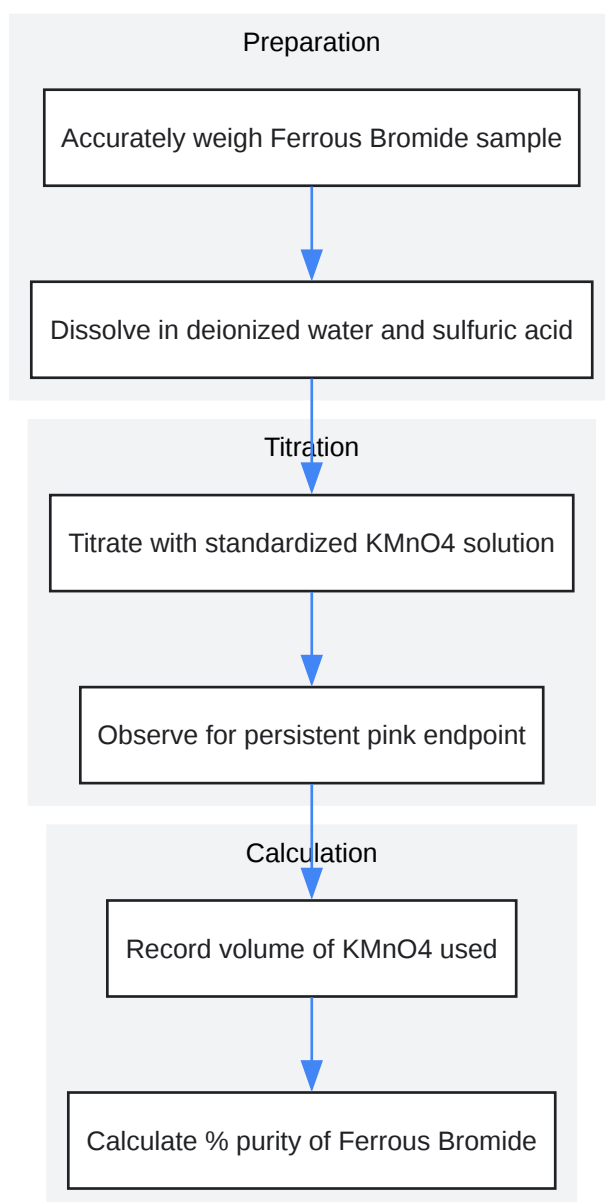 Preparation
Accurately weigh Ferrous Bromide sample
Dissolve in deionized water and sulfuric acid
Titration
Titrate with standardized KMnO4 solution
Observe for persistent pink endpoint
Calculation
Record volume of KMnO4 used
Calculate % purity of Ferrous Bromide